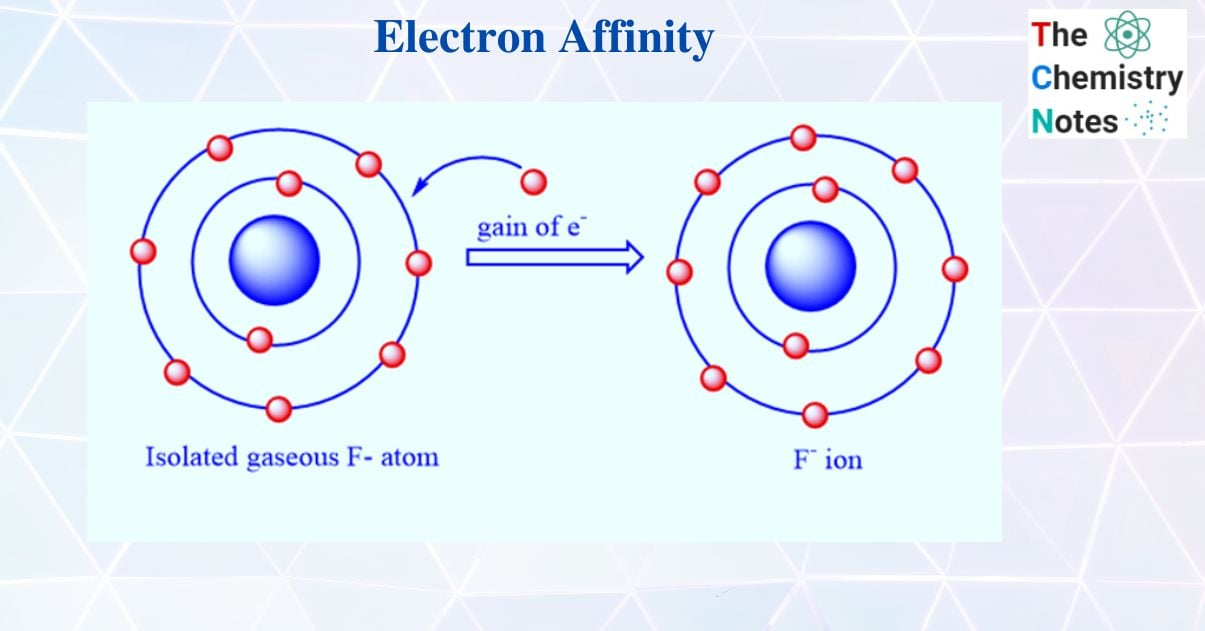 Electron Affinity
The
Chemistry
Notes
gain of e⁻
Isolated gaseous F- atom
F⁻ ion